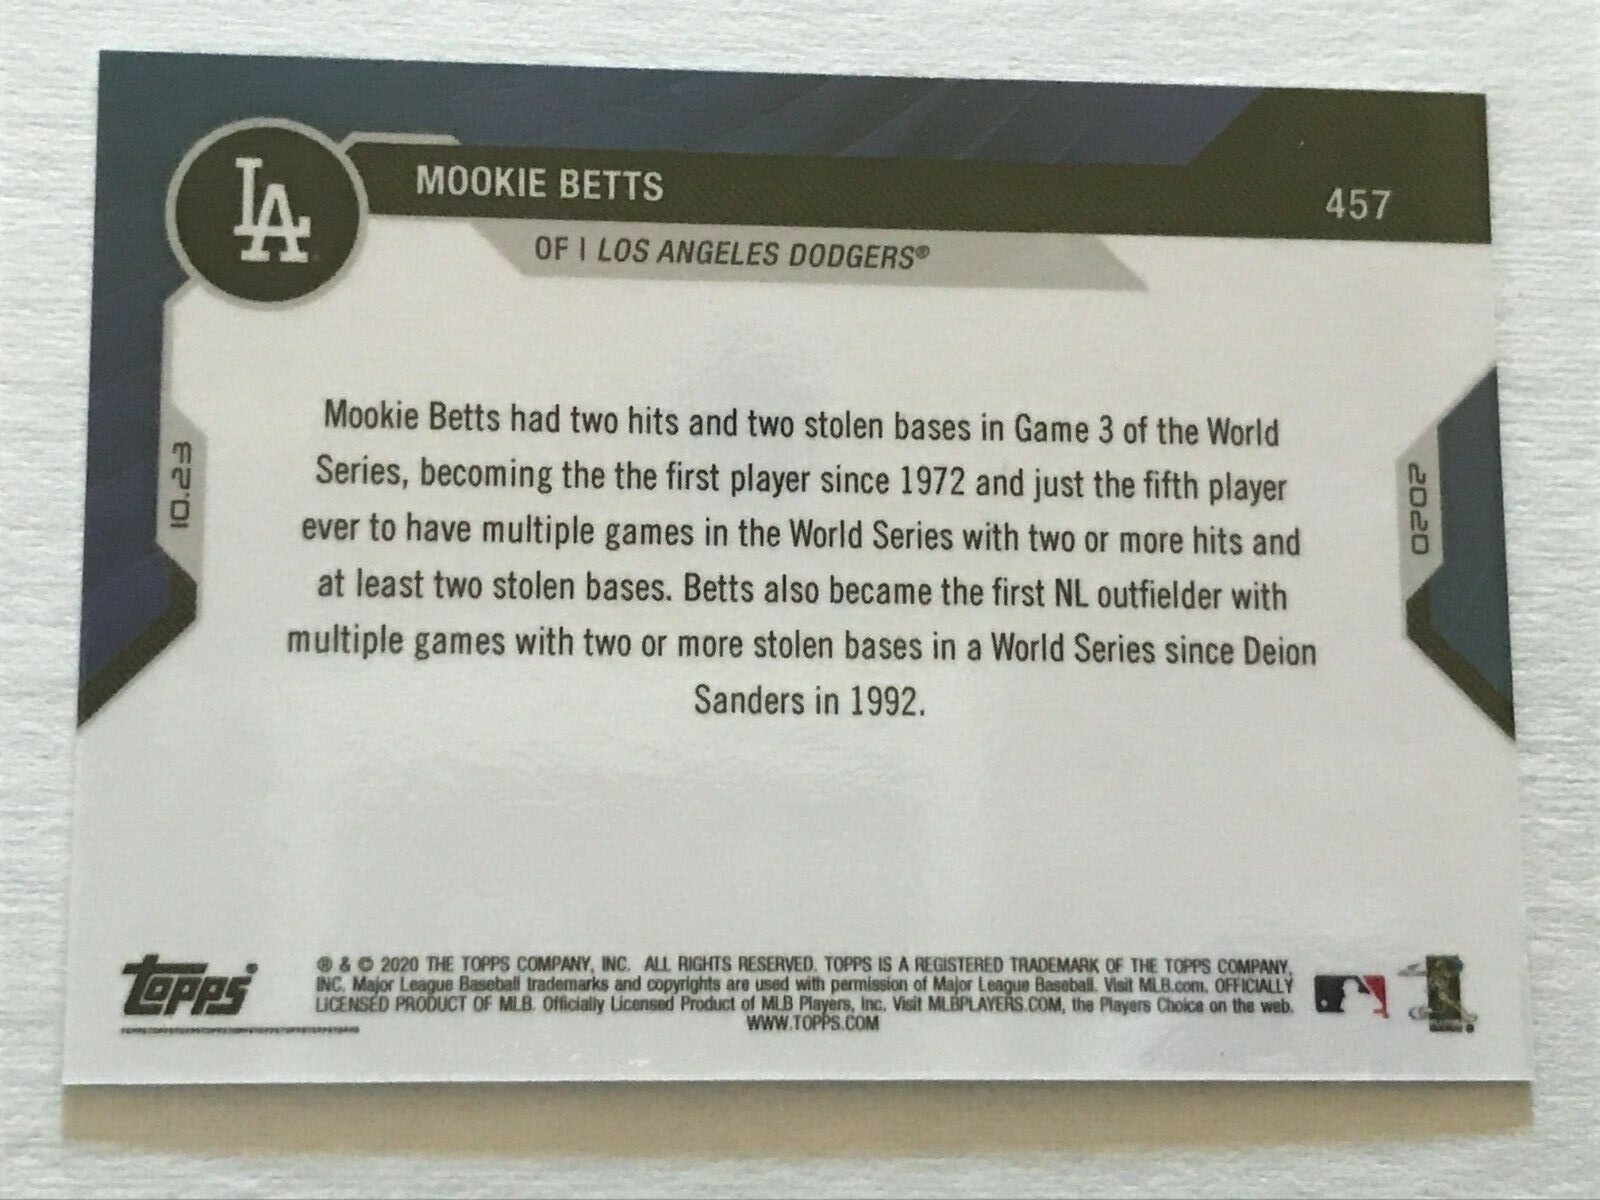 LA
MOOKIE BETTS
457
OF | LOS ANGELES DODGERS®
10.23
2020
Mookie Betts had two hits and two stolen bases in Game 3 of the World
Series, becoming the the first player since 1972 and just the fifth player
ever to have multiple games in the World Series with two or more hits and
at least two stolen bases. Betts also became the first NL outfielder with
multiple games with two or more stolen bases in a World Series since Deion
Sanders in 1992.
topps®
® & © 2020 THE TOPPS COMPANY, INC. ALL RIGHTS RESERVED. TOPPS IS A REGISTERED TRADEMARK OF THE TOPPS COMPANY,
INC. Major League Baseball trademarks and copyrights are used with permission of Major League Baseball. Visit MLB.com. OFFICIALLY
LICENSED PRODUCT OF MLB. Officially Licensed Product of MLB Players, Inc. Visit MLBPLAYERS.COM, the Players Choice on the web.
WWW.TOPPS.COM